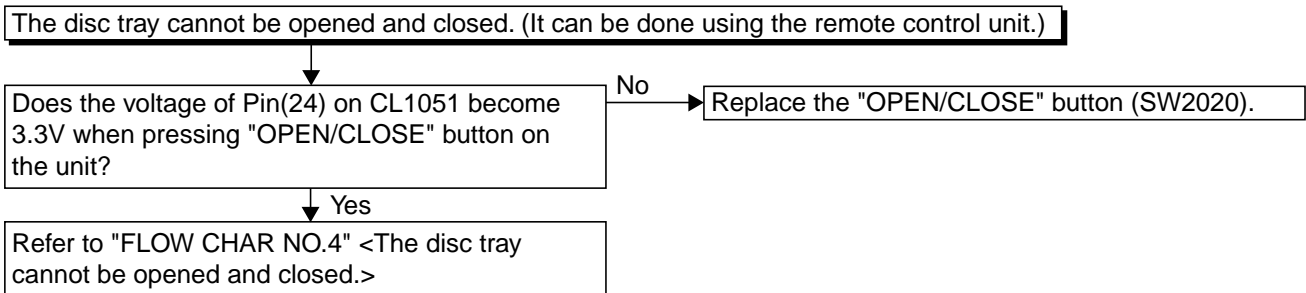 The disc tray cannot be opened and closed. (It can be done using the remote control unit.)
Does the voltage of Pin(24) on CL1051 become
3.3V when pressing "OPEN/CLOSE" button on
the unit?
No
Replace the "OPEN/CLOSE" button (SW2020).
Yes
Refer to "FLOW CHAR NO.4" <The disc tray
cannot be opened and closed.>